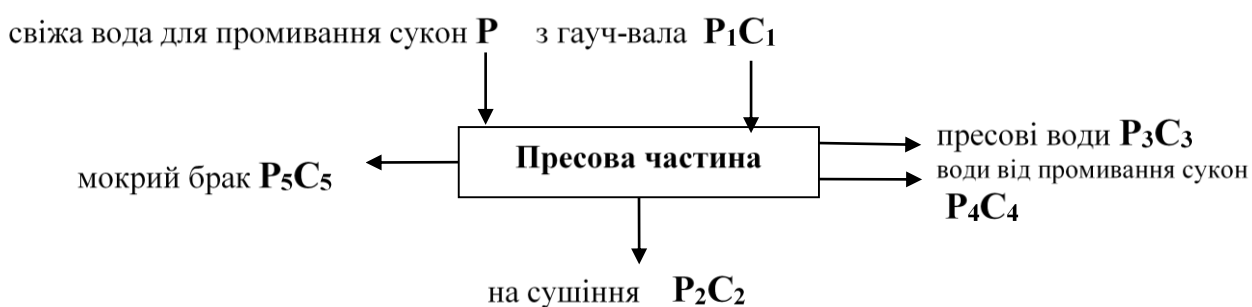 свіжа вода для промивання сукон P з гауч-вала P₁C₁
Пресова частина
пресові води P₃C₃
мокрий брак P₅C₅
води від промивання сукон
P₄C₄
на сушіння P₂C₂